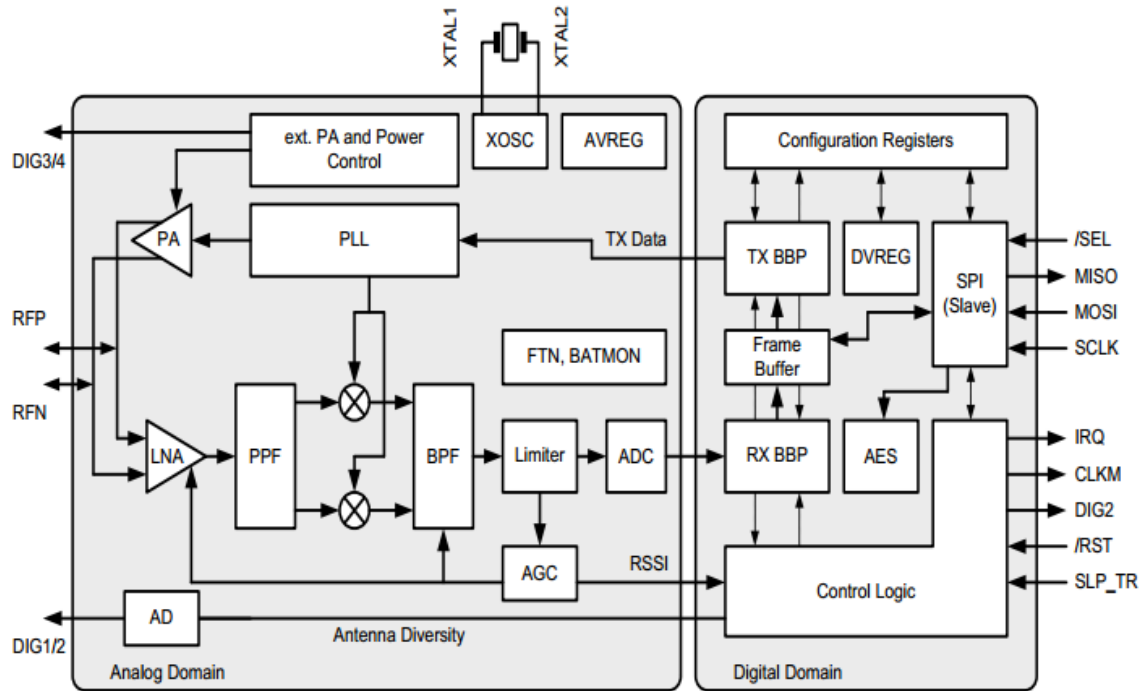 XTAL1
XTAL2
DIG3/4
ext. PA and Power
Control
XOSC
AVREG
Configuration Registers
PA
PLL
TX Data
TX BBP
DVREG
SPI
(Slave)
/SEL
MISO
MOSI
SCLK
RFP
RFN
FTN, BATMON
Frame
Buffer
LNA
PPF
BPF
Limiter
ADC
RX BBP
AES
IRQ
CLKM
DIG2
/RST
SLP_TR
AGC
RSSI
Control Logic
AD
DIG1/2
Antenna Diversity
Analog Domain
Digital Domain